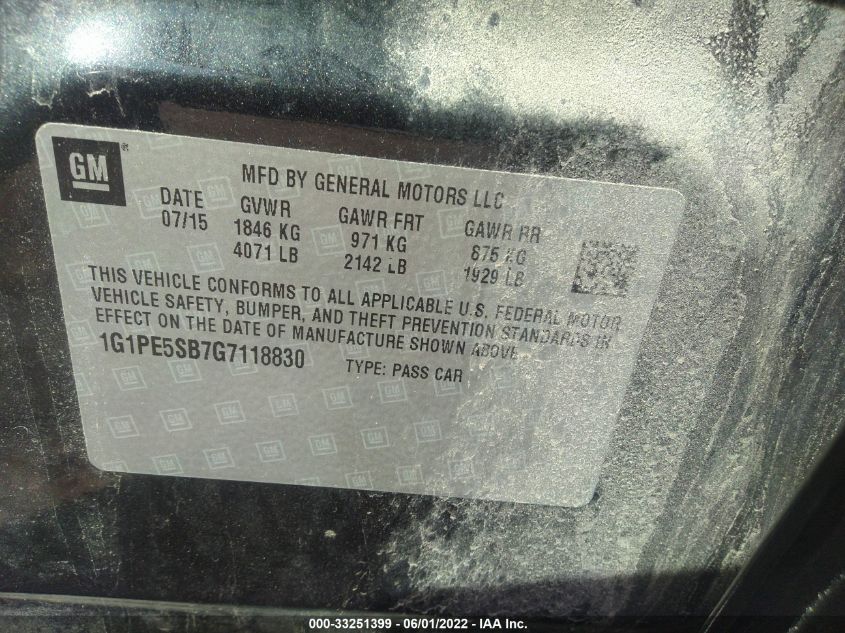 GM
MFD BY GENERAL MOTORS LLC
DATE GVWR GAWR FRT GAWR RR
07/15 1846 KG 971 KG 875 KG
4071 LB 2142 LB 1929 LB
THIS VEHICLE CONFORMS TO ALL APPLICABLE U.S. FEDERAL MOTOR
VEHICLE SAFETY, BUMPER, AND THEFT PREVENTION STANDARDS IN
EFFECT ON THE DATE OF MANUFACTURE SHOWN ABOVE
1G1PE5SB7G7118830 TYPE: PASS CAR
000-33251399 - 06/01/2022 - IAA Inc.